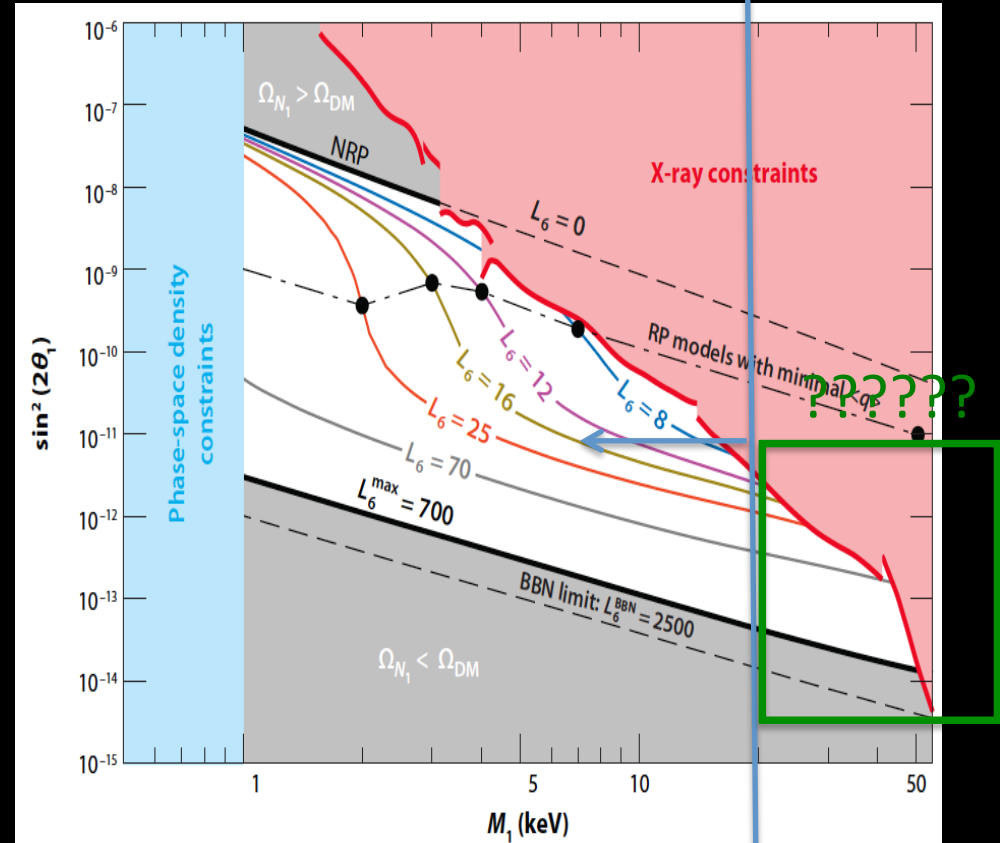 10⁻⁶
10⁻⁷
10⁻⁸
10⁻⁹
10⁻¹⁰
10⁻¹¹
10⁻¹²
10⁻¹³
10⁻¹⁴
10⁻¹⁵
sin² (2θ₁)
Phase-space density
constraints
Ω_N₁ > Ω_DM
NRP
X-ray constraints
L₆ = 0
RP models with minimal <q>
??????
L₆ = 12
L₆ = 16
L₆ = 8
L₆ = 25
L₆ = 70
L₆^max = 700
BBN limit: L₆^BBN = 2500
Ω_N₁ < Ω_DM
1
5
10
50
M₁ (keV)